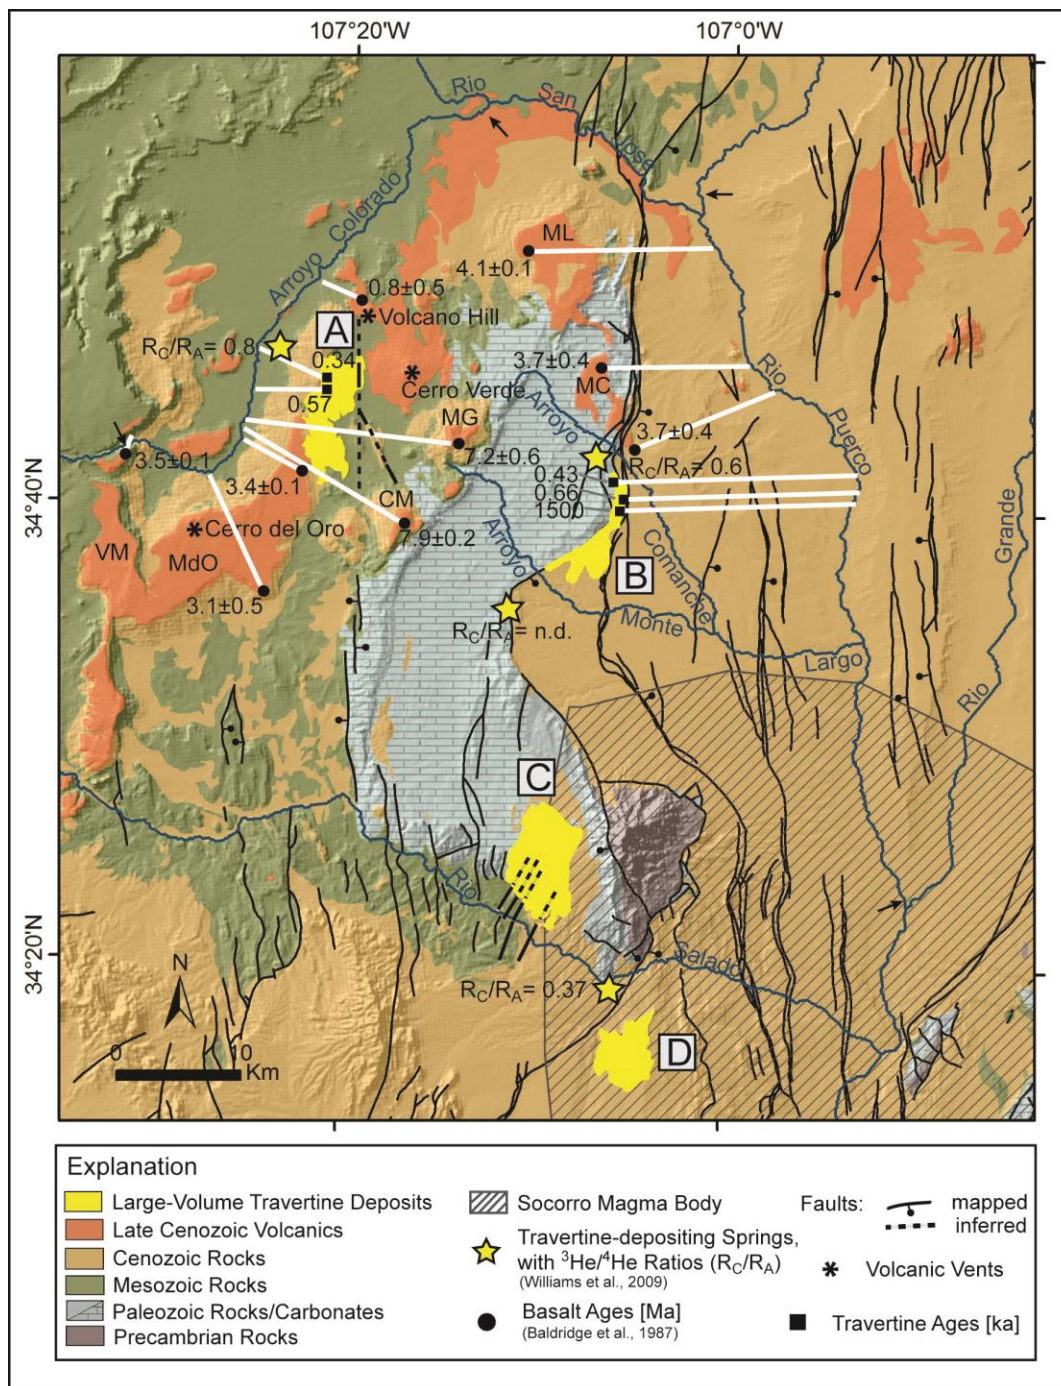 107°20'W
107°0'W
Rio
San
Jose
Arroyo Colorado
ML
4.1±0.1
0.8±0.5
Volcano Hill
A
RC/RA= 0.8
0.34
0.57
Cerro Verde
3.7±0.4
MC
Rio
Puerco
MG
Arroyo
7.2±0.6
3.7±0.4
RC/RA= 0.6
3.5±0.1
3.4±0.1
0.43
0.66
1500
34°40'N
CM
7.9±0.2
Cerro del Oro
VM
MdO
3.1±0.5
Arroyo
B
Comanche
Grande
RC/RA= n.d.
Monte
Largo
Rio
C
Rio
Salado
34°20'N
RC/RA= 0.37
N
D
0
10
Km
Explanation
Large-Volume Travertine Deposits
Late Cenozoic Volcanics
Cenozoic Rocks
Mesozoic Rocks
Paleozoic Rocks/Carbonates
Precambrian Rocks
Socorro Magma Body
Travertine-depositing Springs,
with ³He/⁴He Ratios (RC/RA)
(Williams et al., 2009)
Basalt Ages [Ma]
(Baldridge et al., 1987)
Faults:
mapped
inferred
Volcanic Vents
Travertine Ages [ka]